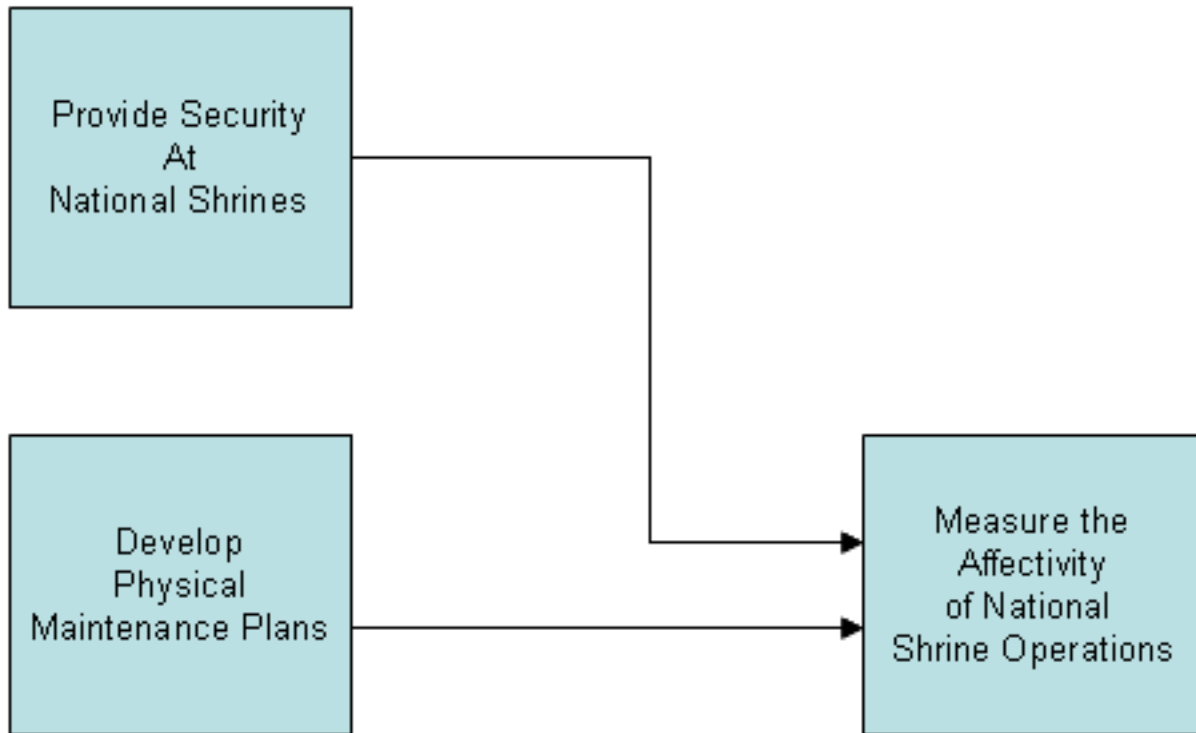 Provide Security
At
National Shrines
Develop
Physical
Maintenance Plans
Measure the
Affectivity
of National
Shrine Operations